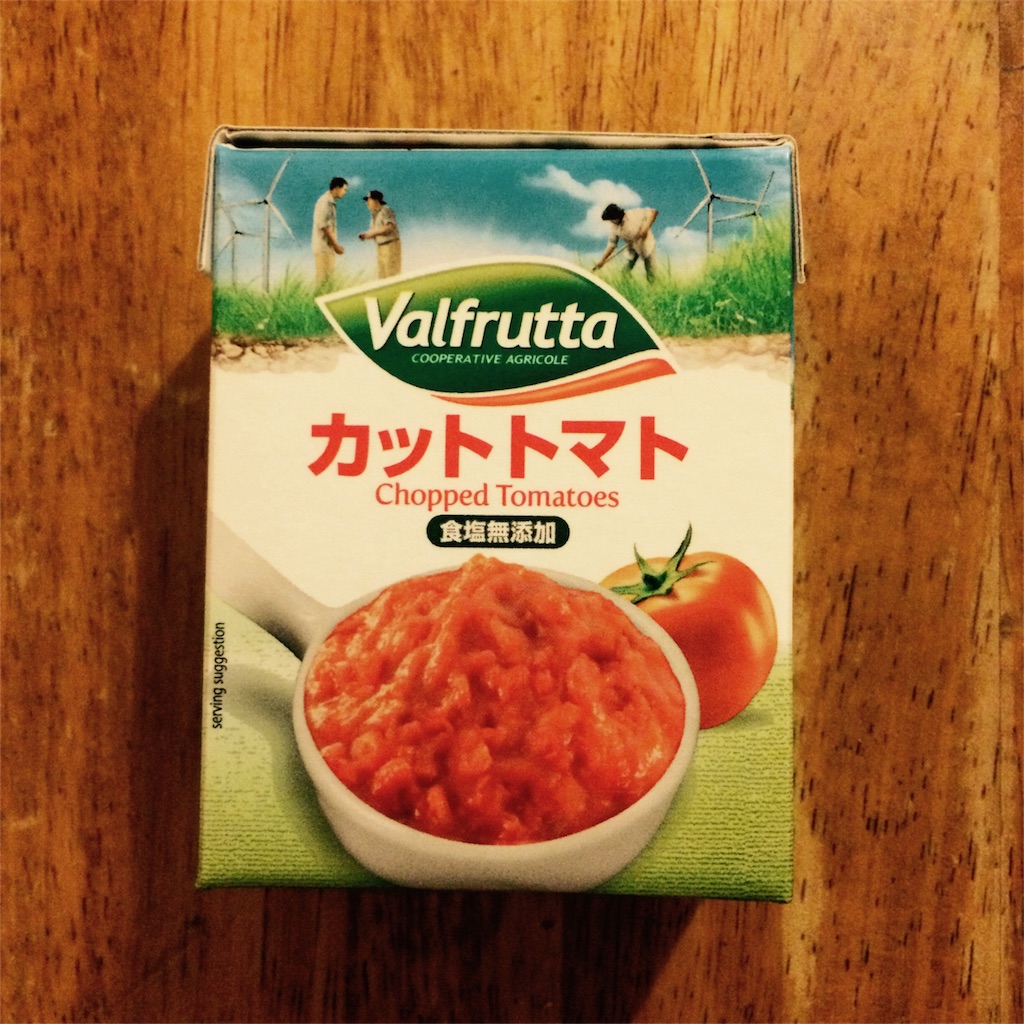 Valfrutta
COOPERATIVE AGRICOLE
カットトマト
Chopped Tomatoes
食塩無添加
serving suggestion